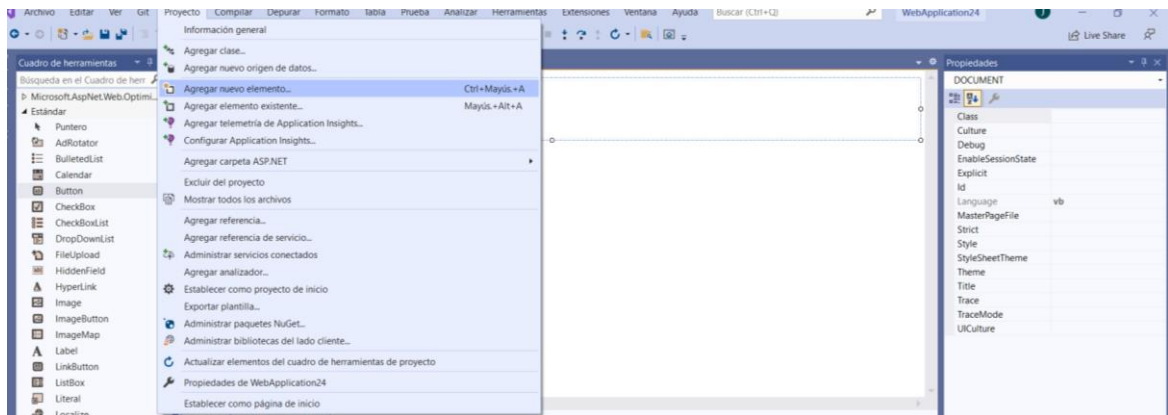 Archivo Editar Ver Git Proyecto Compilar Depurar Formato Tabla Prueba Analizar Herramientas Extensiones Ventana Ayuda Buscar (Ctrl+Q) WebApplication24
Live Share
Información general
Agregar clase...
Agregar nuevo origen de datos...
Agregar nuevo elemento... Ctrl+Mayús.+A
Agregar elemento existente... Mayús.+Alt+A
Agregar telemetría de Application Insights...
Configurar Application Insights...
Agregar carpeta ASP.NET
Excluir del proyecto
Mostrar todos los archivos
Agregar referencia...
Agregar referencia de servicio...
Administrar servicios conectados
Agregar analizador...
Establecer como proyecto de inicio
Exportar plantilla...
Administrar paquetes NuGet...
Administrar bibliotecas del lado cliente...
Actualizar elementos del cuadro de herramientas de proyecto
Propiedades de WebApplication24
Establecer como página de inicio
Cuadro de herramientas
Búsqueda en el Cuadro de herr
Microsoft.AspNet.Web.Optimi...
Estándar
Puntero
AdRotator
BulletedList
Calendar
Button
CheckBox
CheckBoxList
DropDownList
FileUpload
HiddenField
HyperLink
Image
ImageButton
ImageMap
Label
LinkButton
ListBox
Literal
Localize
Propiedades
DOCUMENT
Class
Culture
Debug
EnableSessionState
Explicit
Id
Language vb
MasterPageFile
Strict
Style
StyleSheetTheme
Theme
Title
Trace
TraceMode
UICulture